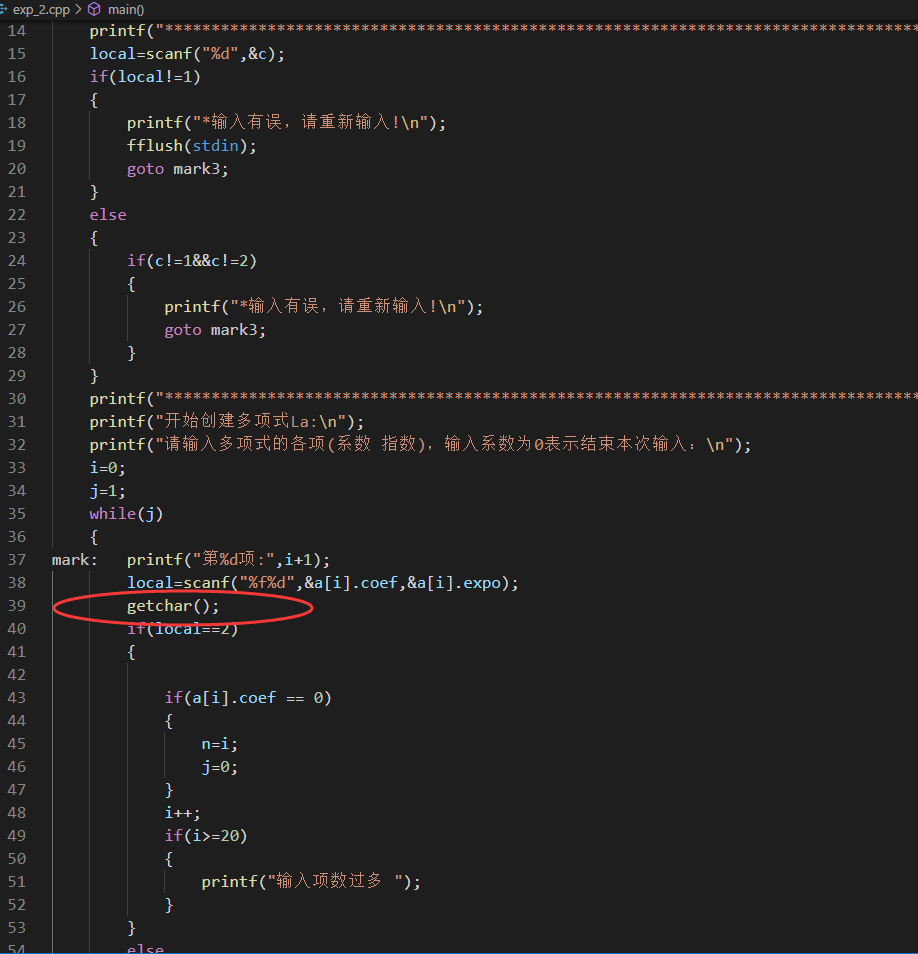 exp_2.cpp > main()
14 printf("*********************************************************************************
15 local=scanf("%d",&c);
16 if(local!=1)
17 {
18 printf("*输入有误，请重新输入!\n");
19 fflush(stdin);
20 goto mark3;
21 }
22 else
23 {
24 if(c!=1&&c!=2)
25 {
26 printf("*输入有误，请重新输入!\n");
27 goto mark3;
28 }
29 }
30 printf("*********************************************************************************
31 printf("开始创建多项式La:\n");
32 printf("请输入多项式的各项(系数 指数)，输入系数为0表示结束本次输入：\n");
33 i=0;
34 j=1;
35 while(j)
36 {
37 mark: printf("第%d项:",i+1);
38 local=scanf("%f%d",&a[i].coef,&a[i].expo);
39 getchar();
40 if(local==2)
41 {
42
43 if(a[i].coef == 0)
44 {
45 n=i;
46 j=0;
47 }
48 i++;
49 if(i>=20)
50 {
51 printf("输入项数过多 ");
52 }
53 }
54 else